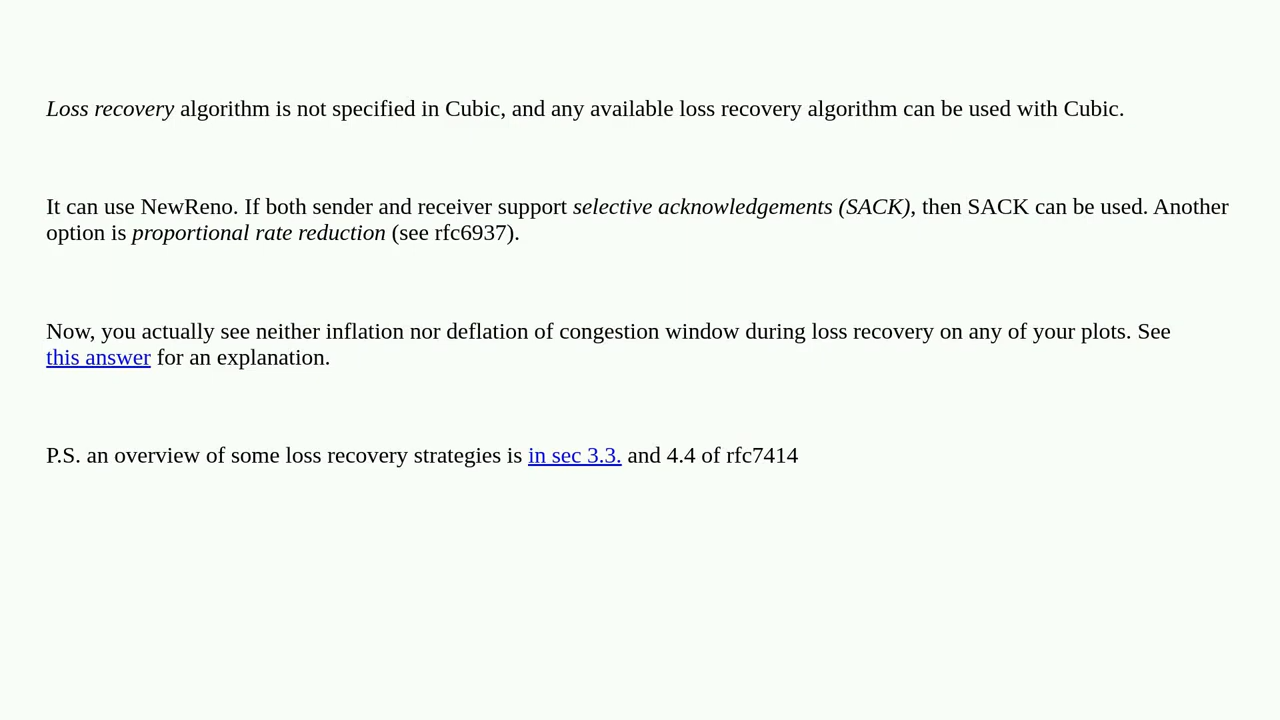 Loss recovery algorithm is not specified in Cubic, and any available loss recovery algorithm can be used with Cubic.
It can use NewReno. If both sender and receiver support selective acknowledgements (SACK), then SACK can be used. Another
option is proportional rate reduction (see rfc6937).
Now, you actually see neither inflation nor deflation of congestion window during loss recovery on any of your plots. See
this answer for an explanation.
P.S. an overview of some loss recovery strategies is in sec 3.3. and 4.4 of rfc7414